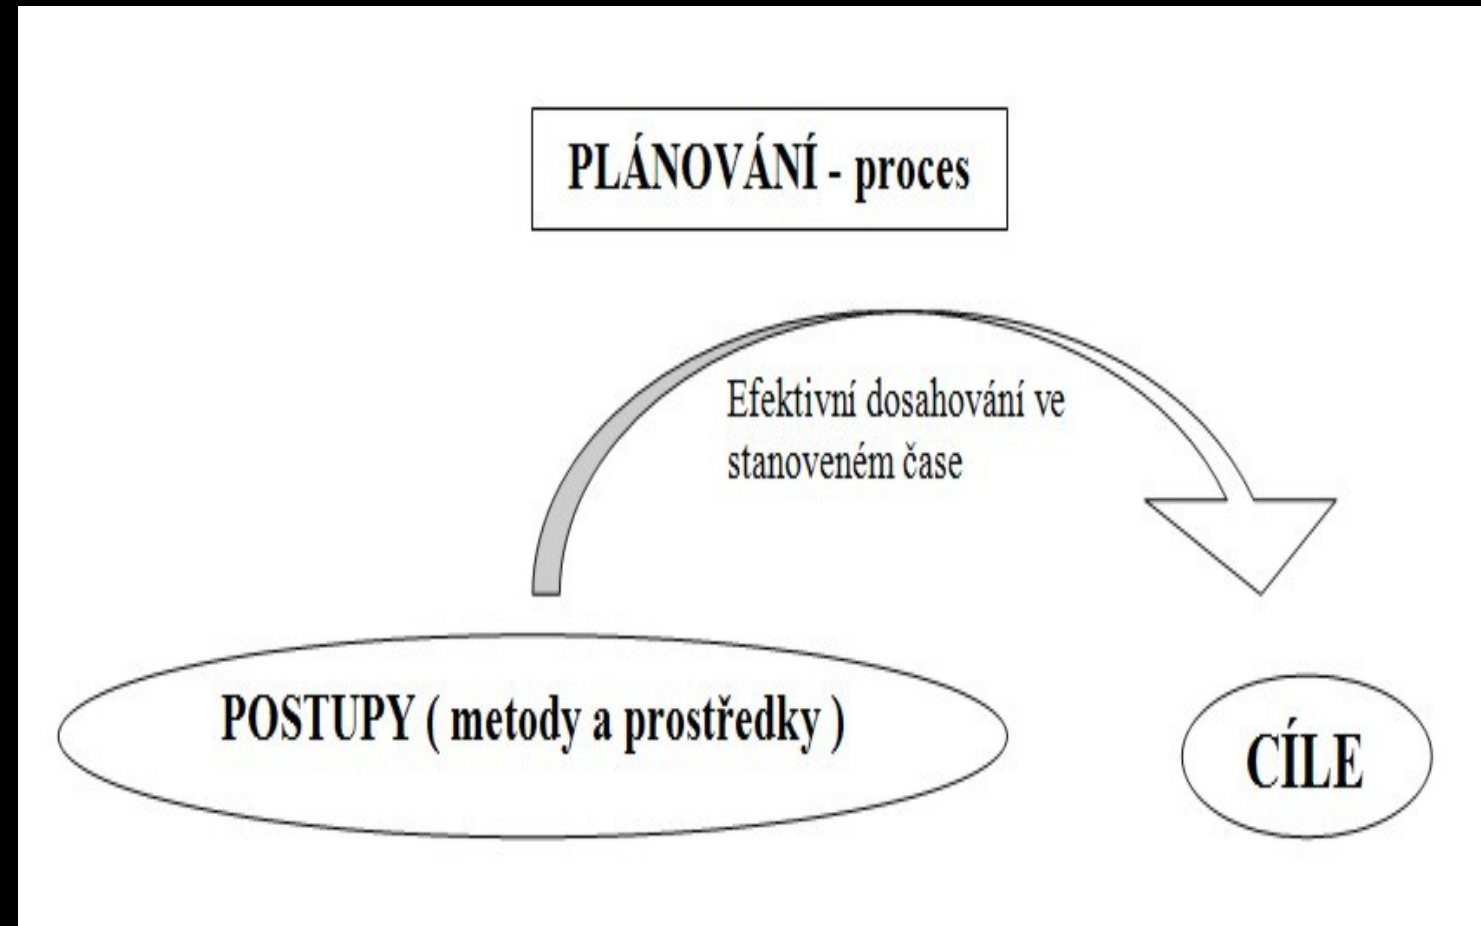 PLÁNOVÁNÍ - proces
Efektivní dosahování ve
stanoveném čase
POSTUPY ( metody a prostředky )
CÍLE